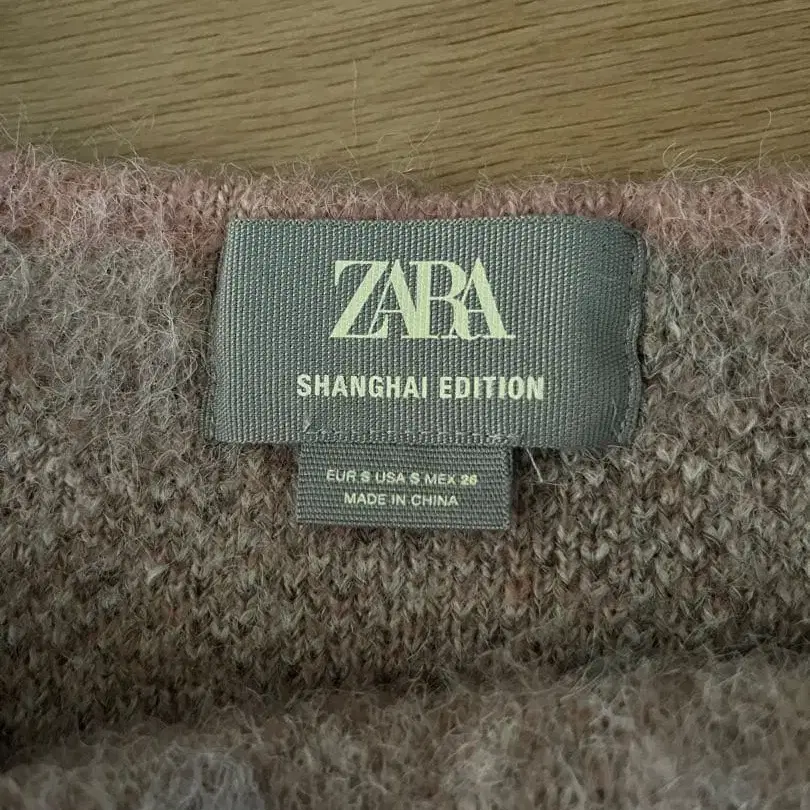 ZARA
SHANGHAI EDITION
EUR S USA S MEX 26
MADE IN CHINA